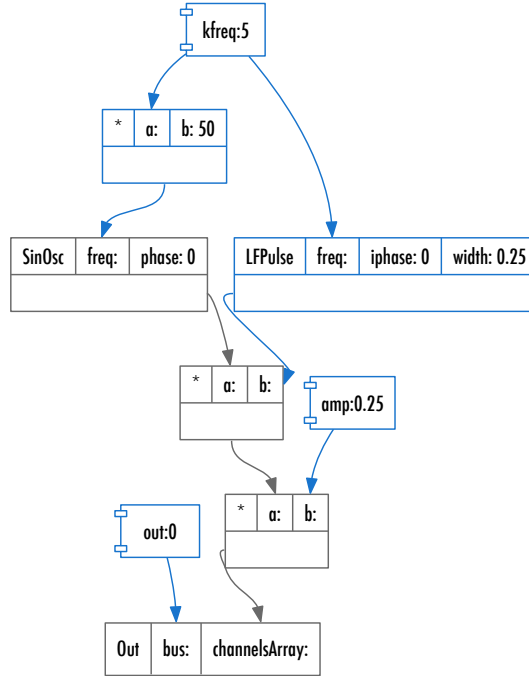 kfreq:5
* a: b: 50
SinOsc freq: phase: 0
LFPulse freq: iphase: 0 width: 0.25
* a: b:
amp:0.25
* a: b:
out:0
Out bus: channelsArray: